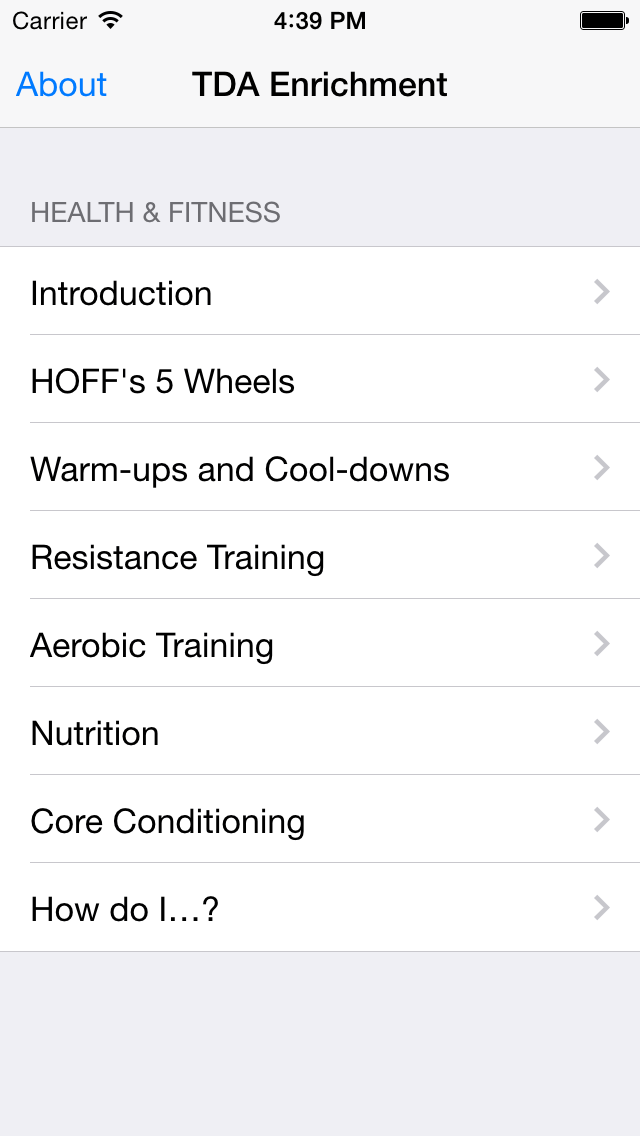 Carrier 4:39 PM
About TDA Enrichment
HEALTH & FITNESS
Introduction
HOFF's 5 Wheels
Warm-ups and Cool-downs
Resistance Training
Aerobic Training
Nutrition
Core Conditioning
How do I...?